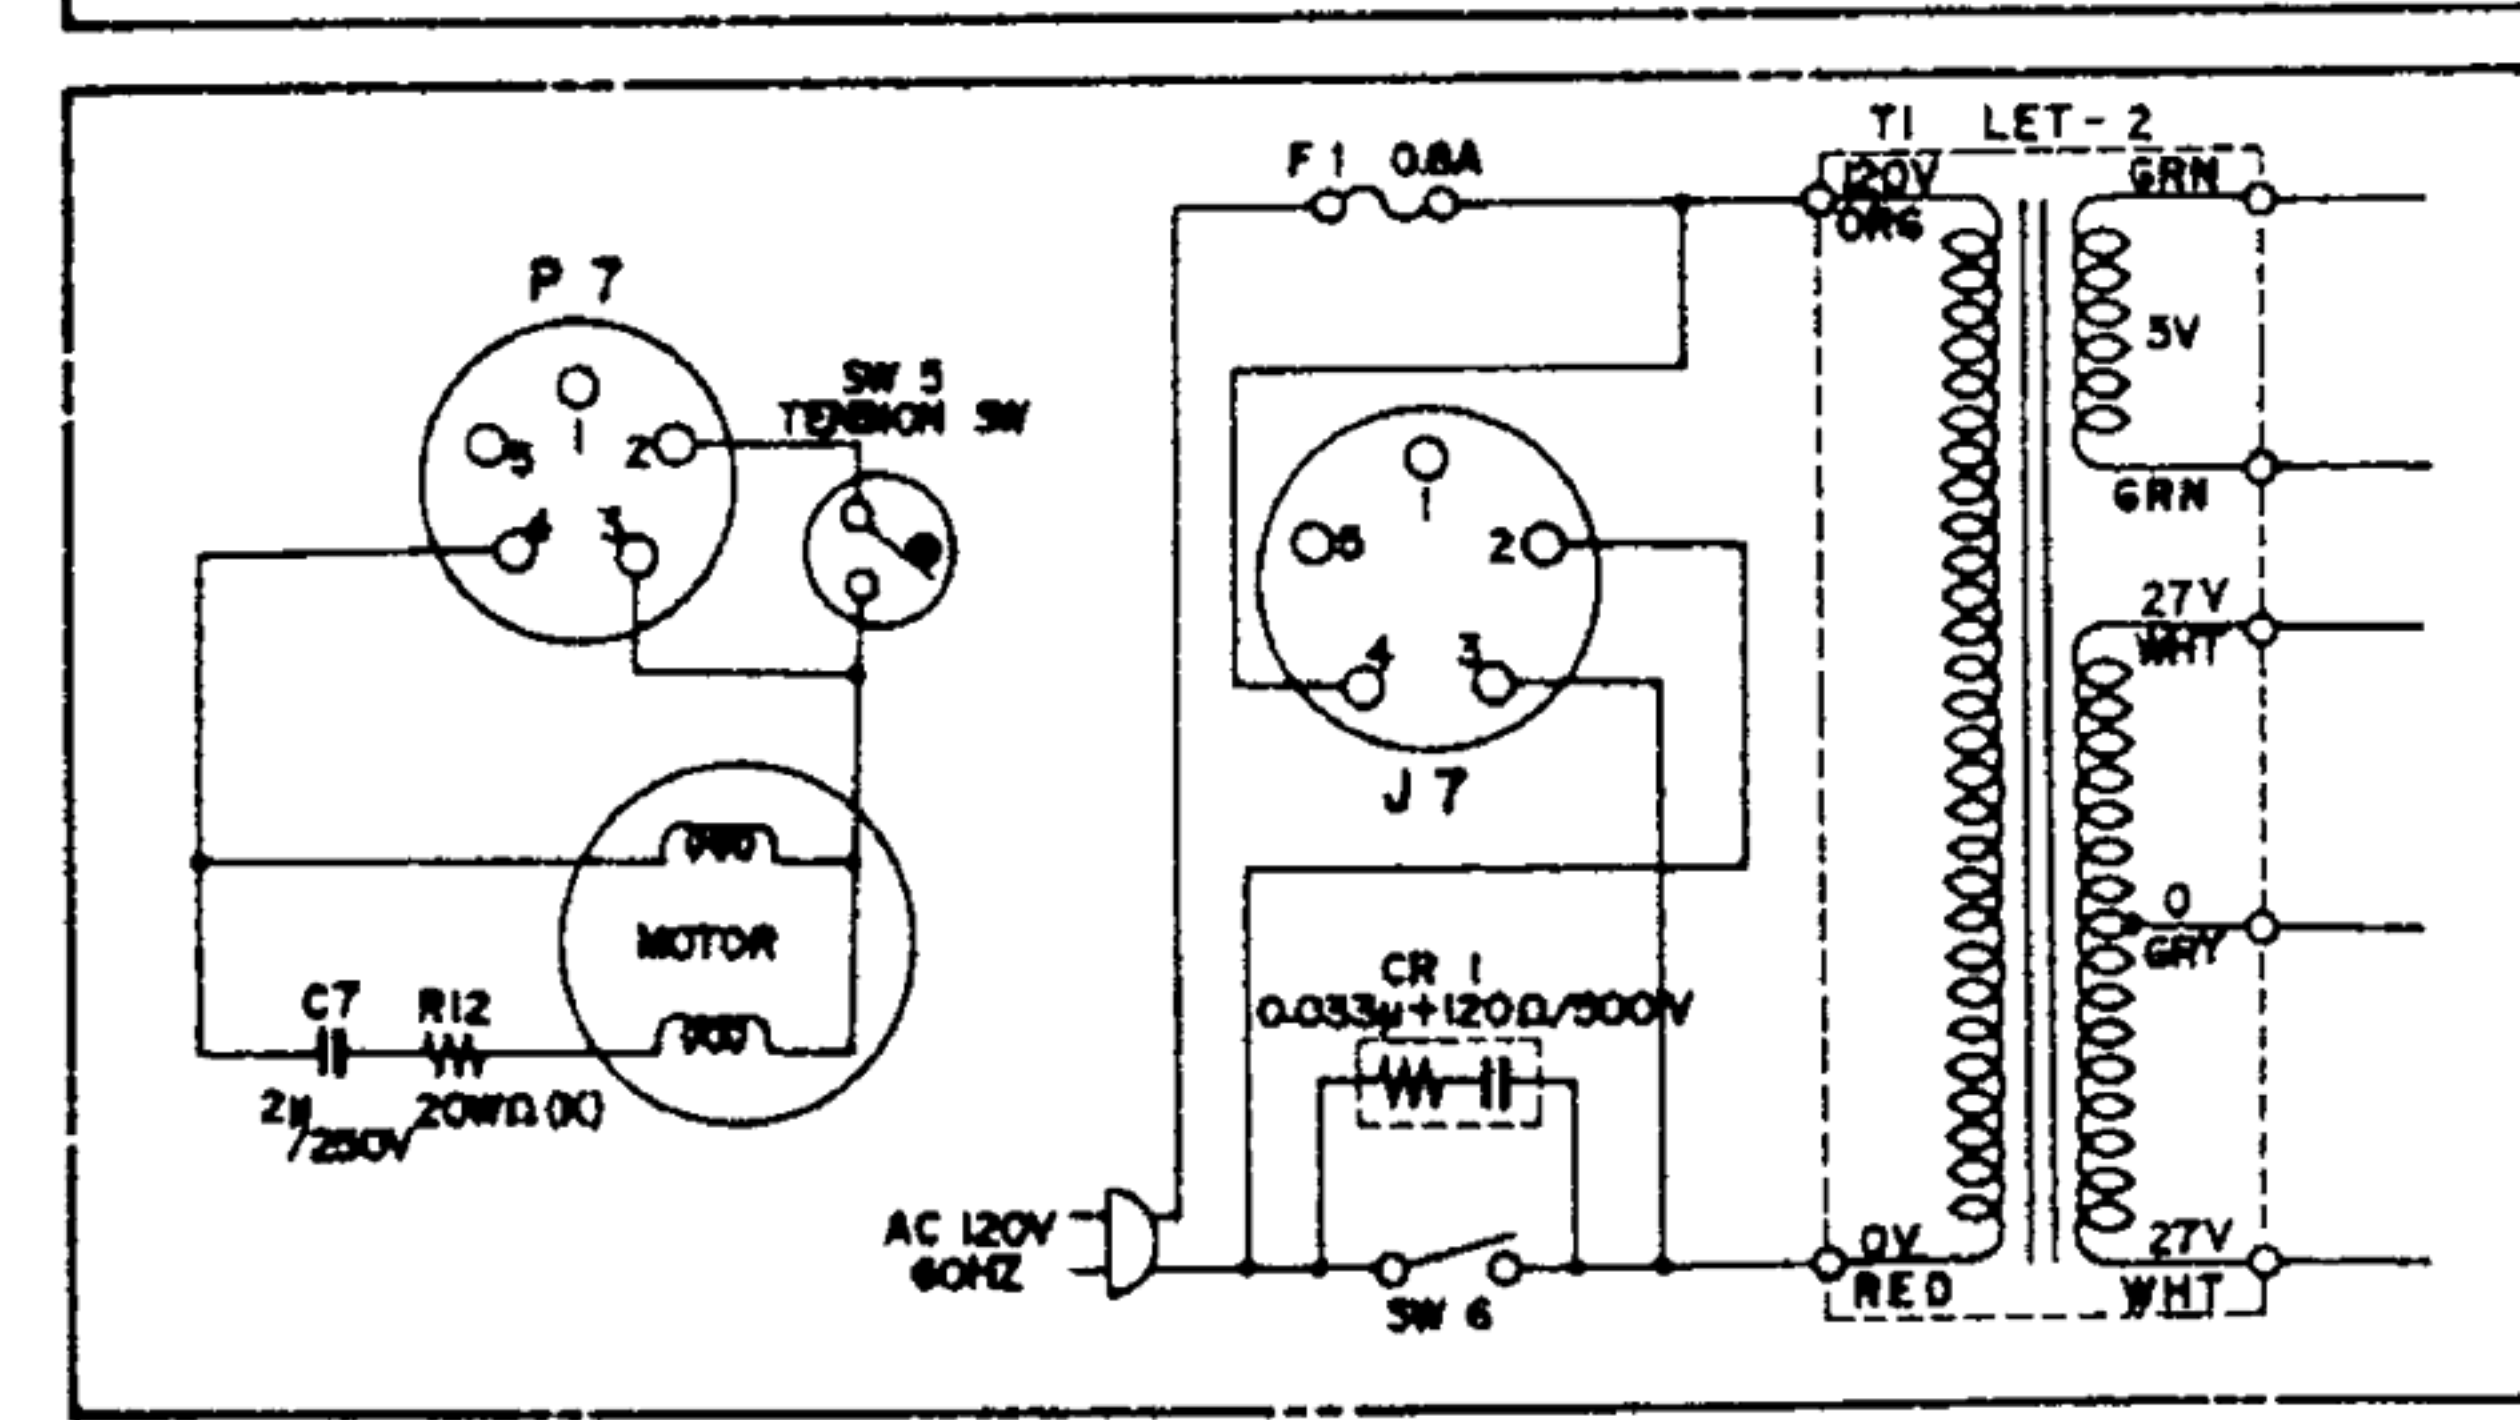 T1 LET-2
F 1 0.8A
120V
ORG
GRN
P 7
5V
SW 5
TENSION SW
1
5
2
4
3
GRN
1
5
2
4
3
27V
WHT
J 7
MOTOR
0
GRY
C7
R12
CR 1
0.033μ+120Ω/500V
2μ
/250V
AC 120V
60HZ
SW 6
0V
RED
27V
WHT